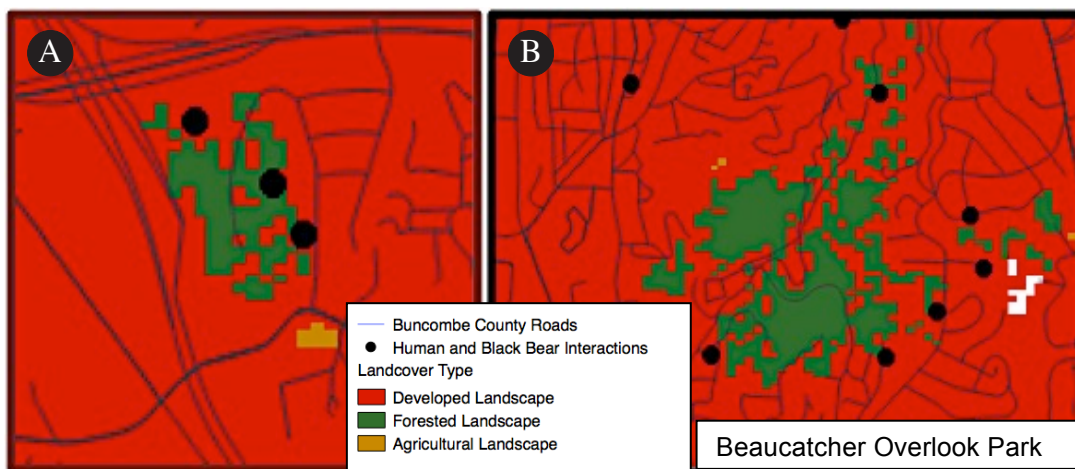 A
B
Buncombe County Roads
Human and Black Bear Interactions
Landcover Type
Developed Landscape
Forested Landscape
Agricultural Landscape
Beaucatcher Overlook Park